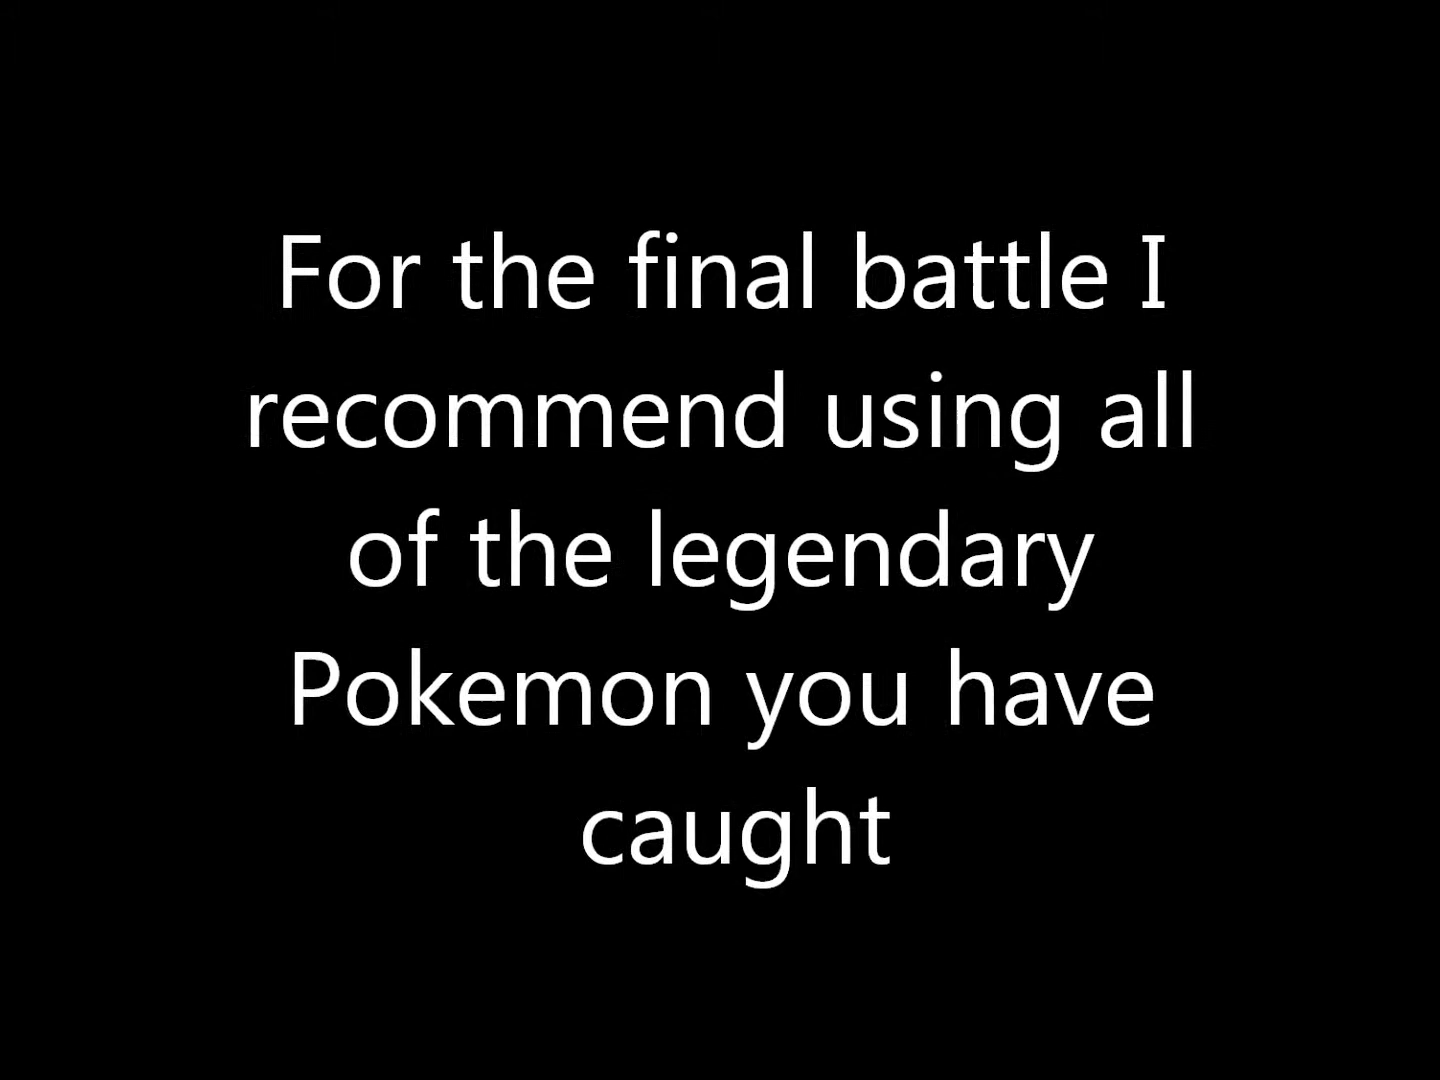 For the final battle I
recommend using all
of the legendary
Pokemon you have
caught